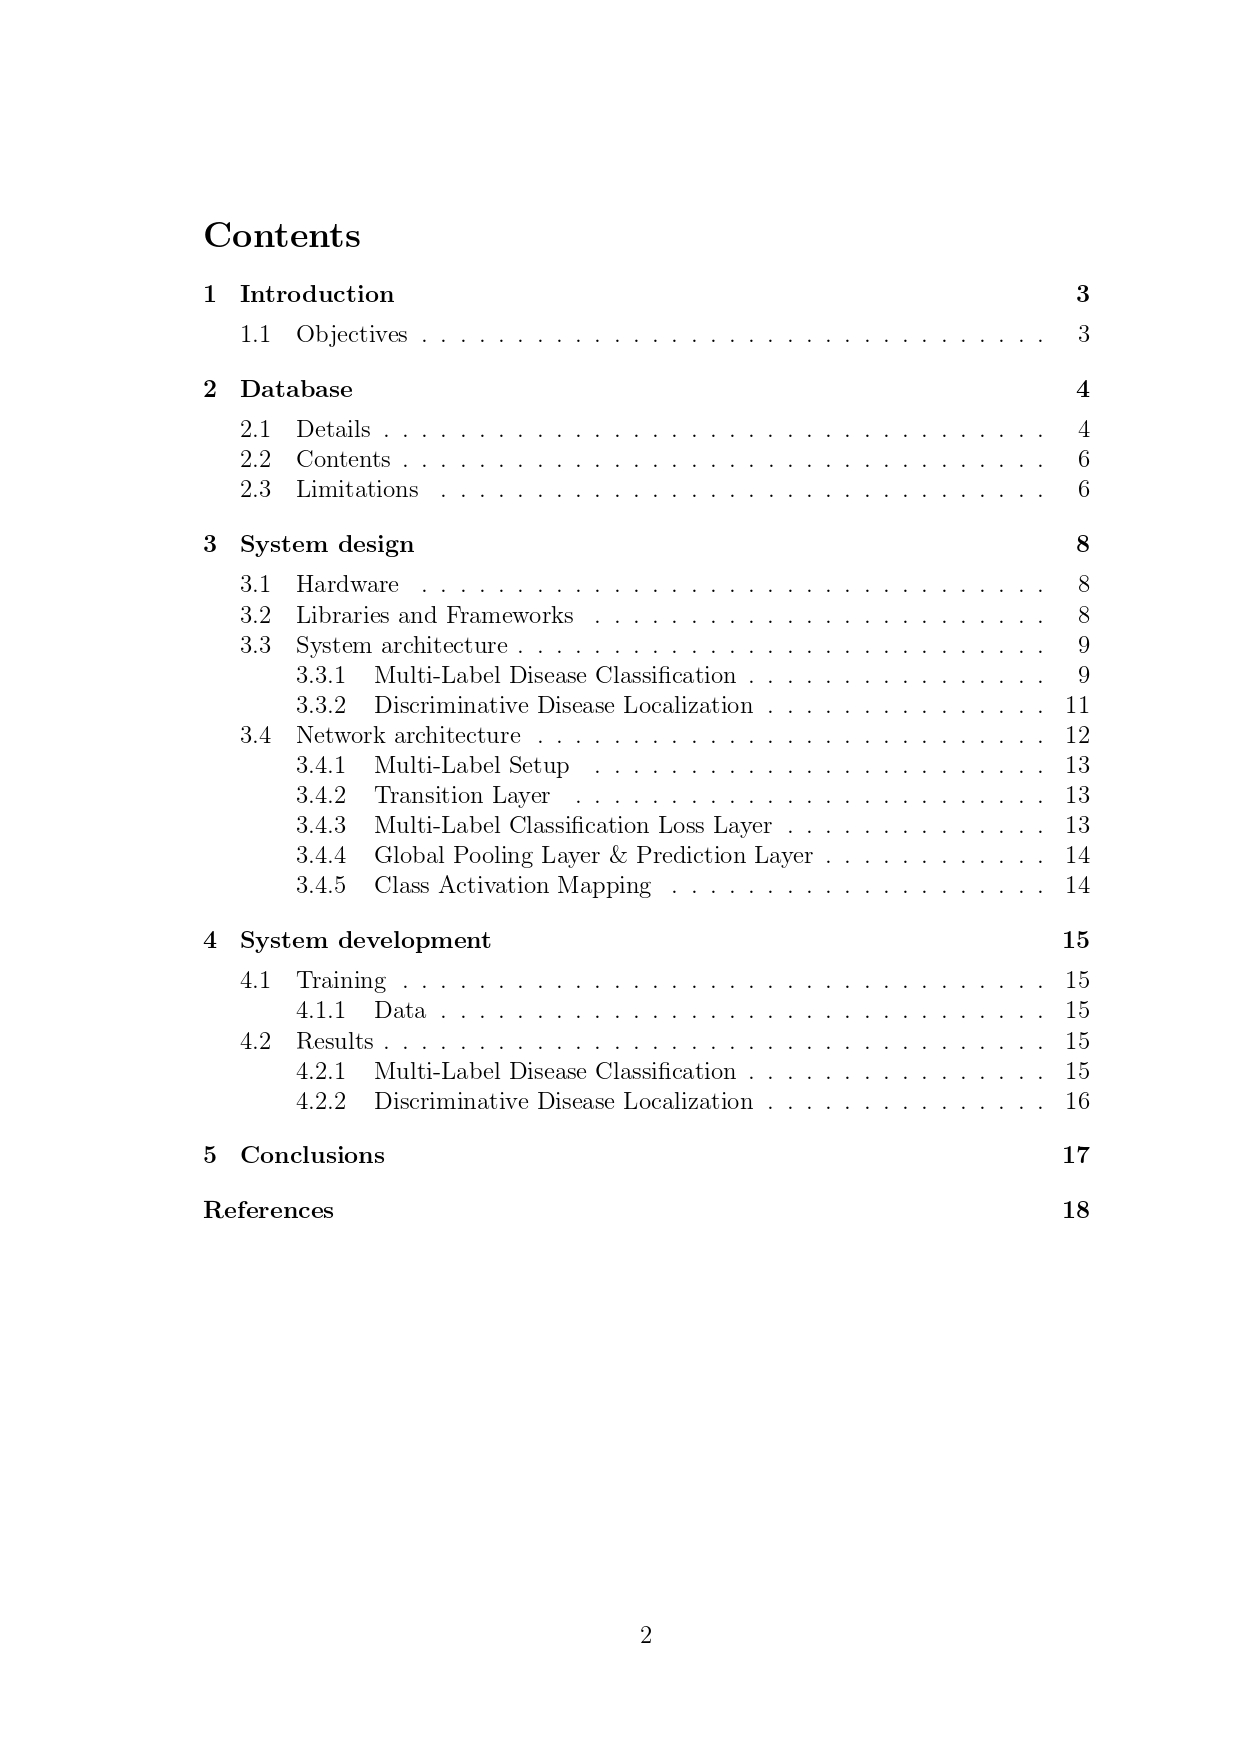 Contents
1 Introduction 3
1.1 Objectives . . . . . . . . . . . . . . . . . . . . . . . . . . . . . . . . . 3
2 Database 4
2.1 Details . . . . . . . . . . . . . . . . . . . . . . . . . . . . . . . . . . . 4
2.2 Contents . . . . . . . . . . . . . . . . . . . . . . . . . . . . . . . . . . 6
2.3 Limitations . . . . . . . . . . . . . . . . . . . . . . . . . . . . . . . . 6
3 System design 8
3.1 Hardware . . . . . . . . . . . . . . . . . . . . . . . . . . . . . . . . . 8
3.2 Libraries and Frameworks . . . . . . . . . . . . . . . . . . . . . . . . 8
3.3 System architecture . . . . . . . . . . . . . . . . . . . . . . . . . . . . 9
3.3.1 Multi-Label Disease Classification . . . . . . . . . . . . . . . . 9
3.3.2 Discriminative Disease Localization . . . . . . . . . . . . . . . 11
3.4 Network architecture . . . . . . . . . . . . . . . . . . . . . . . . . . . 12
3.4.1 Multi-Label Setup . . . . . . . . . . . . . . . . . . . . . . . . 13
3.4.2 Transition Layer . . . . . . . . . . . . . . . . . . . . . . . . . 13
3.4.3 Multi-Label Classification Loss Layer . . . . . . . . . . . . . . 13
3.4.4 Global Pooling Layer & Prediction Layer . . . . . . . . . . . . 14
3.4.5 Class Activation Mapping . . . . . . . . . . . . . . . . . . . . 14
4 System development 15
4.1 Training . . . . . . . . . . . . . . . . . . . . . . . . . . . . . . . . . . 15
4.1.1 Data . . . . . . . . . . . . . . . . . . . . . . . . . . . . . . . . 15
4.2 Results . . . . . . . . . . . . . . . . . . . . . . . . . . . . . . . . . . . 15
4.2.1 Multi-Label Disease Classification . . . . . . . . . . . . . . . . 15
4.2.2 Discriminative Disease Localization . . . . . . . . . . . . . . . 16
5 Conclusions 17
References 18
2